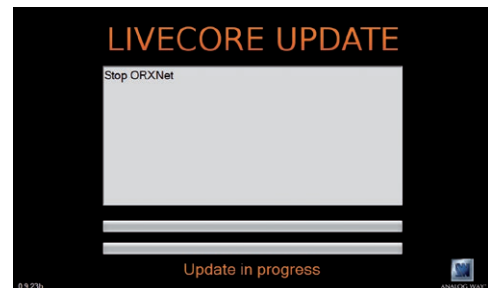 LIVECORE UPDATE
Stop ORXNet
Update in progress
0.9.23b
ANALOG WAY